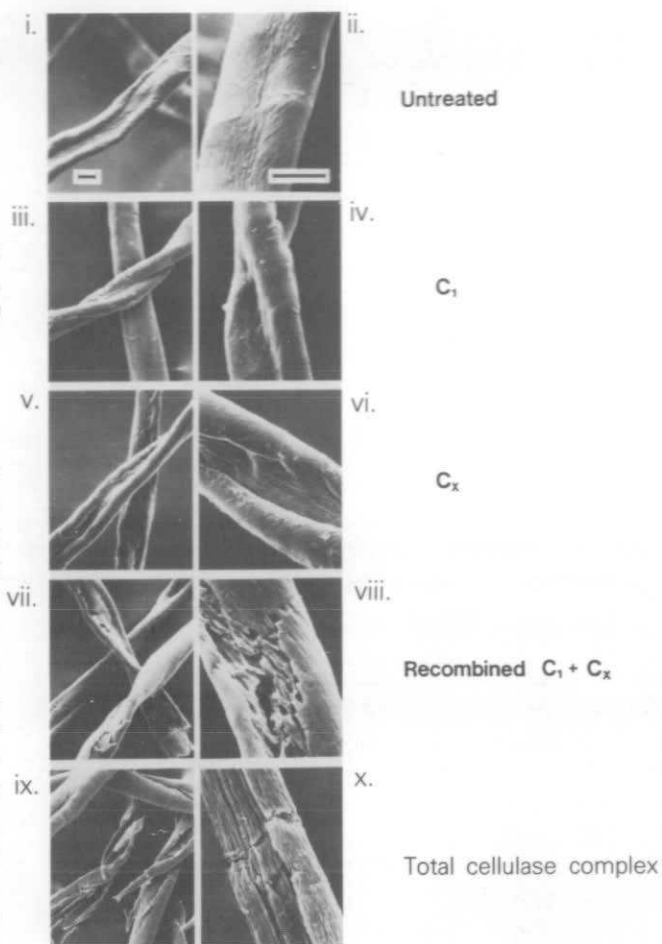 i. ii.
Untreated
iii. iv.
C₁
v. vi.
Cₓ
vii. viii.
Recombined C₁ + Cₓ
ix. x.
Total cellulase complex